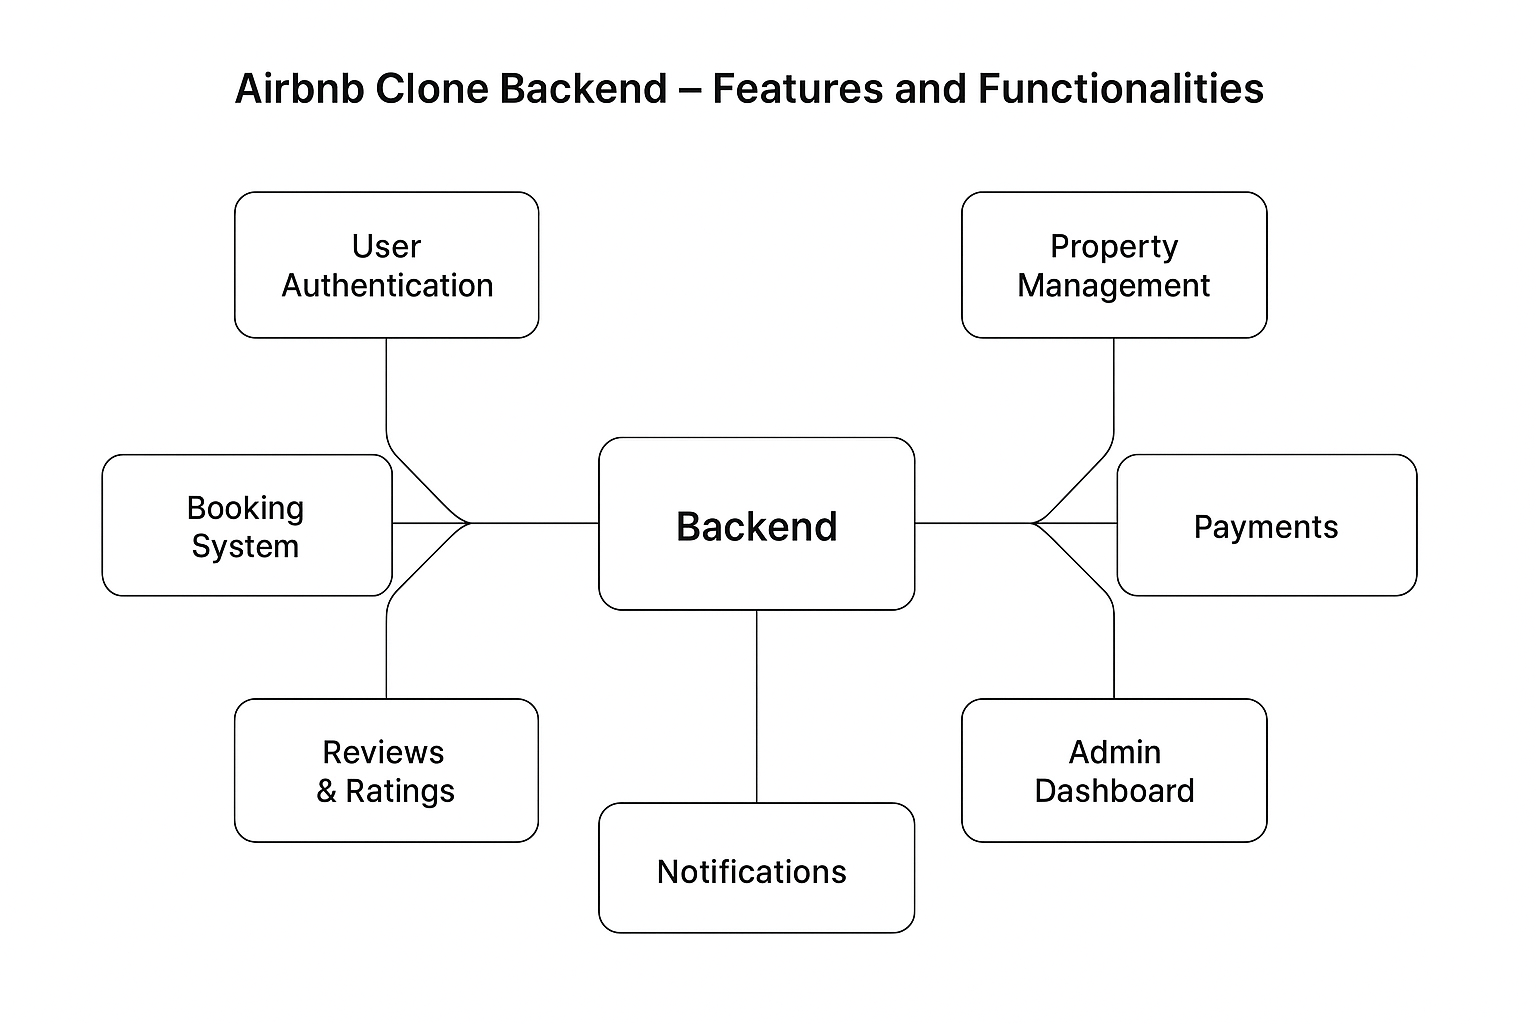 Airbnb Clone Backend – Features and Functionalities
User
Authentication
Property
Management
Booking
System
Backend
Payments
Reviews
& Ratings
Admin
Dashboard
Notifications